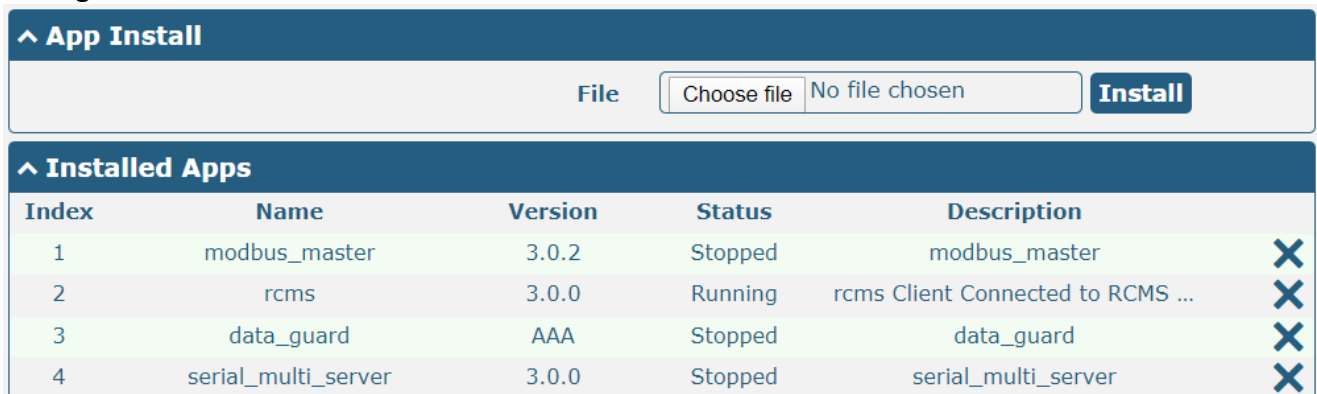 App Install
File Choose file No file chosen Install
Installed Apps
Index Name Version Status Description
1 modbus_master 3.0.2 Stopped modbus_master
2 rcms 3.0.0 Running rcms Client Connected to RCMS ...
3 data_guard AAA Stopped data_guard
4 serial_multi_server 3.0.0 Stopped serial_multi_server